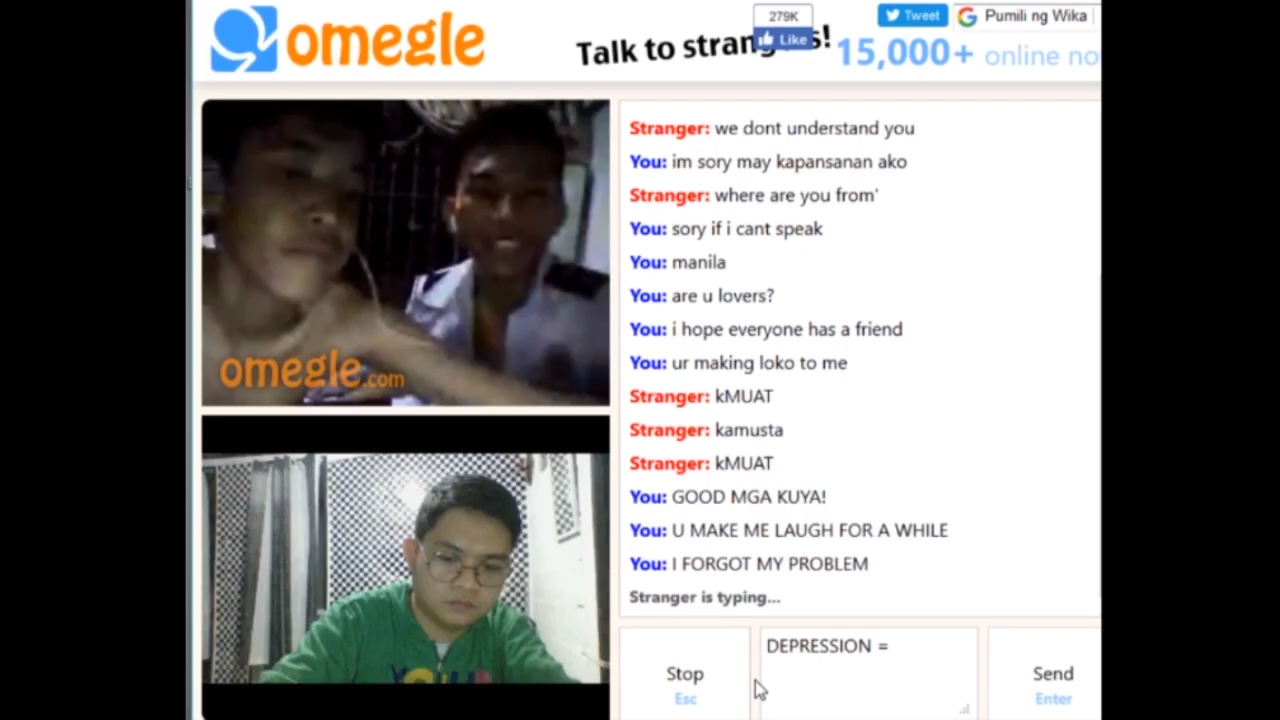 omegle
Talk to strangers!
279K
Like
Tweet
G Pumili ng Wika
15,000+ online no
omegle.com
Stranger: we dont understand you
You: im sory may kapansanan ako
Stranger: where are you from'
You: sory if i cant speak
You: manila
You: are u lovers?
You: i hope everyone has a friend
You: ur making loko to me
Stranger: kMUAT
Stranger: kamusta
Stranger: kMUAT
You: GOOD MGA KUYA!
You: U MAKE ME LAUGH FOR A WHILE
You: I FORGOT MY PROBLEM
Stranger is typing...
Stop
Esc
DEPRESSION =
Send
Enter